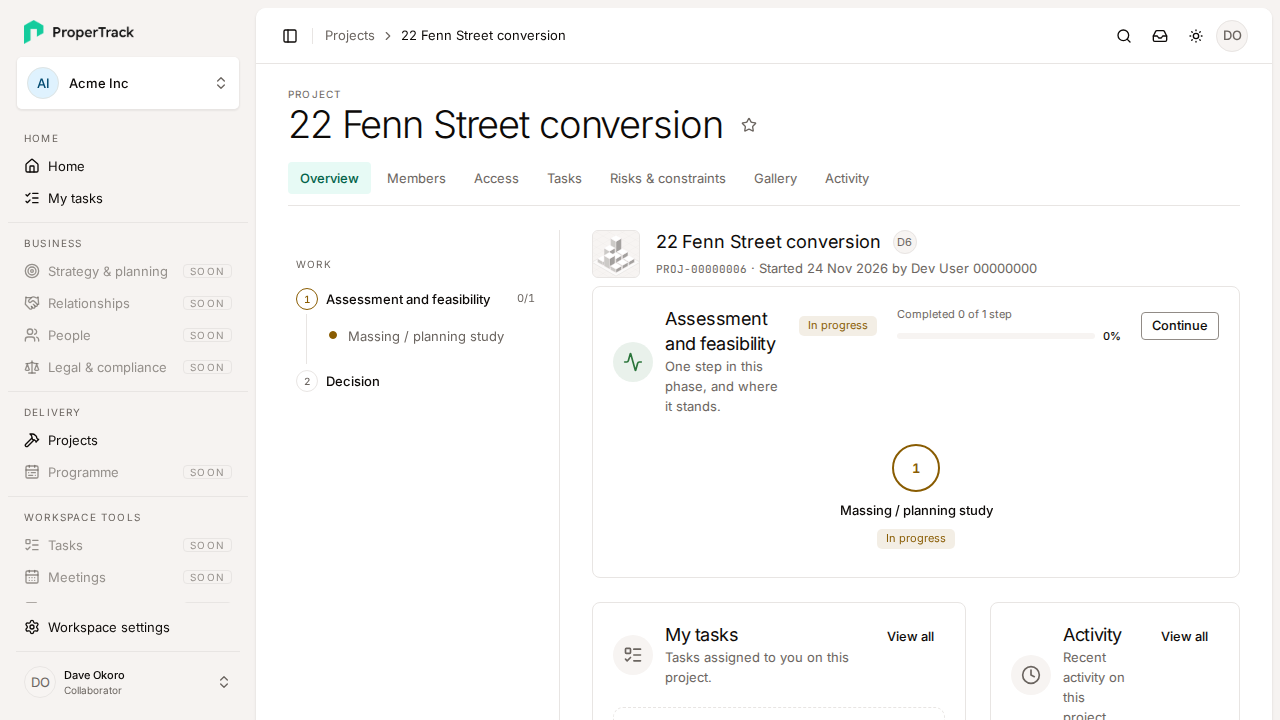 ProperTrack
AI
Acme Inc
HOME
Home
My tasks
BUSINESS
Strategy & planning SOON
Relationships SOON
People SOON
Legal & compliance SOON
DELIVERY
Projects
Programme SOON
WORKSPACE TOOLS
Tasks SOON
Meetings SOON
Workspace settings
DO
Dave Okoro
Collaborator
Projects > 22 Fenn Street conversion
DO
PROJECT
22 Fenn Street conversion
Overview Members Access Tasks Risks & constraints Gallery Activity
WORK
1 Assessment and feasibility 0/1
Massing / planning study
2 Decision
22 Fenn Street conversion D6
PROJ-00000006 · Started 24 Nov 2026 by Dev User 00000000
Assessment
and feasibility
One step in this
phase, and where
it stands.
In progress
Completed 0 of 1 step
0%
Continue
1
Massing / planning study
In progress
My tasks
Tasks assigned to you on this
project.
View all
Activity
Recent
activity on
this
project.
View all